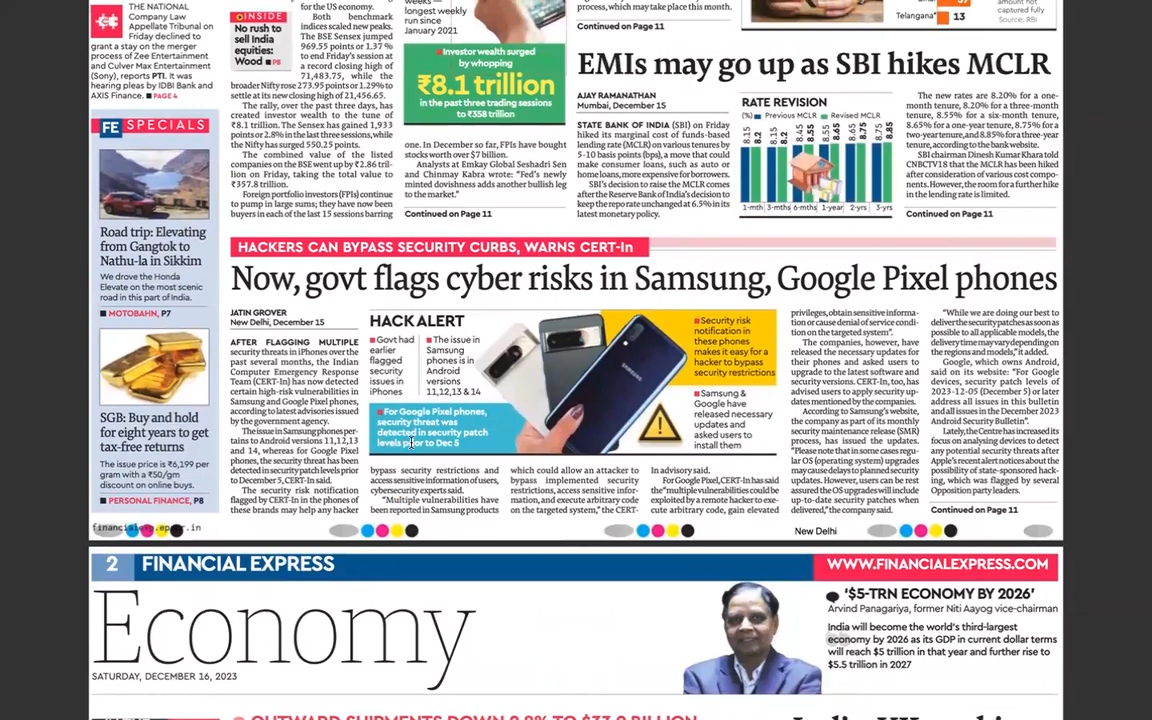 THE NATIONAL
Company Law
Appellate Tribunal on
Friday declined to
grant a stay on the merger
process of Zee Entertainment
and Culver Max Entertainment
(Sony), reports PTI. It was
hearing pleas by IDBI Bank and
AXIS Finance. ■ PAGE 4
FE SPECIALS
Road trip: Elevating
from Gangtok to
Nathu-la in Sikkim
We drove the Honda
Elevate on the most scenic
road in this part of India.
■ MOTOBAHN, P7
SGB: Buy and hold
for eight years to get
tax-free returns
The issue price is ₹6,199 per
gram with a ₹50/gm
discount on online buys.
■ PERSONAL FINANCE, P8
INSIDE
No rush to
sell India
equities:
Wood ■ P8
for the US economy.
Both benchmark
indices scaled new peaks.
The BSE Sensex jumped
969.55 points or 1.37 %
to end Friday's session at
a record closing high of
71,483.75, while the
broader Nifty rose 273.95 points or 1.29% to
settle at its new closing high of 21,456.65.
The rally, over the past three days, has
created investor wealth to the tune of
₹8.1 trillion. The Sensex has gained 1,933
points or 2.8% in the last three sessions, while
the Nifty has surged 550.25 points.
The combined value of the listed
companies on the BSE went up by ₹2.86 tril-
lion on Friday, taking the total value to
₹357.8 trillion.
Foreign portfolio investors (FPIs) continue
to pump in large sums; they have now been
buyers in each of the last 15 sessions barring
weeks —
longest weekly
run since
January 2021
■ Investor wealth surged
by whopping
₹8.1 trillion
in the past three trading sessions
to ₹358 trillion
one. In December so far, FPIs have bought
stocks worth over $7 billion.
Analysts at Emkay Global Seshadri Sen
and Chinmay Kabra wrote: "Fed's newly
minted dovishness adds another bullish leg
to the market."
Continued on Page 11
process, which may take place this month.
Continued on Page 11
Telangana*
13
amount not
captured fully
Source: RBI
EMIs may go up as SBI hikes MCLR
AJAY RAMANATHAN
Mumbai, December 15
STATE BANK OF INDIA (SBI) on Friday
hiked its marginal cost of funds-based
lending rate (MCLR) on various tenures by
5-10 basis points (bps), a move that could
make consumer loans, such as auto or
home loans, more expensive for borrowers.
SBI's decision to raise the MCLR comes
after the Reserve Bank of India's decision to
keep the repo rate unchanged at 6.5% in its
latest monetary policy.
RATE REVISION
(%) ■ Previous MCLR ■ Revised MCLR
8.15 8.2 8.15 8.2 8.45 8.55 8.55 8.65 8.65 8.75 8.75 8.85
1-mth 3-mths 6-mths 1-year 2-yrs 3-yrs
The new rates are 8.20% for a one-
month tenure, 8.20% for a three-month
tenure, 8.55% for a six-month tenure,
8.65% for a one-year tenure, 8.75% for a
two-year tenure, and 8.85% for a three-year
tenure, according to the bank website.
SBI chairman Dinesh Kumar Khara told
CNBCTV18 that the MCLR has been hiked
after consideration of various cost compo-
nents. However, the room for a further hike
in the lending rate is limited.
Continued on Page 11
HACKERS CAN BYPASS SECURITY CURBS, WARNS CERT-In
Now, govt flags cyber risks in Samsung, Google Pixel phones
JATIN GROVER
New Delhi, December 15
AFTER FLAGGING MULTIPLE
security threats in iPhones over the
past several months, the Indian
Computer Emergency Response
Team (CERT-In) has now detected
certain high-risk vulnerabilities in
Samsung and Google Pixel phones,
according to latest advisories issued
by the government agency.
The issue in Samsung phones per-
tains to Android versions 11,12,13
and 14, whereas for Google Pixel
phones, the security threat has been
detected in security patch levels prior
to December 5, CERT-In said.
The security risk notification
flagged by CERT-In in the phones of
these brands may help any hacker
HACK ALERT
■ Govt had
earlier
flagged
security
issues in
iPhones
■ The issue in
Samsung
phones is in
Android
versions
11,12,13 & 14
■ For Google Pixel phones,
security threat was
detected in security patch
levels prior to Dec 5
SAMSUNG
■ Security risk
notification in
these phones
makes it easy for
a hacker to bypass
security restrictions
■ Samsung &
Google have
released necessary
updates and
asked users to
install them
bypass security restrictions and
access sensitive information of users,
cybersecurity experts said.
"Multiple vulnerabilities have
been reported in Samsung products
which could allow an attacker to
bypass implemented security
restrictions, access sensitive infor-
mation, and execute arbitrary code
on the targeted system," the CERT-
In advisory said.
For Google Pixel, CERT-In has said
the "multiple vulnerabilities could be
exploited by a remote hacker to exe-
cute arbitrary code, gain elevated
privileges, obtain sensitive informa-
tion or cause denial of service condi-
tion on the targeted system".
The companies, however, have
released the necessary updates for
their phones and asked users to
upgrade to the latest software and
security versions. CERT-In, too, has
advised users to apply security up-
dates mentioned by the companies.
According to Samsung's website,
the company as part of its monthly
security maintenance release (SMR)
process, has issued the updates.
"Please note that in some cases regu-
lar OS (operating system) upgrades
may cause delays to planned security
updates. However, users can be rest
assured the OS upgrades will include
up-to-date security patches when
delivered," the company said.
"While we are doing our best to
deliver the security patches as soon as
possible to all applicable models, the
delivery time may vary depending on
the regions and models," it added.
Google, which owns Android,
said on its website: "For Google
devices, security patch levels of
2023-12-05 (December 5) or later
address all issues in this bulletin
and all issues in the December 2023
Android Security Bulletin".
Lately, the Centre has increased its
focus on analysing devices to detect
any potential security threats after
Apple's recent alert notices about the
possibility of state-sponsored hack-
ing, which was flagged by several
Opposition party leaders.
Continued on Page 11
New Delhi
2 FINANCIAL EXPRESS
WWW.FINANCIALEXPRESS.COM
Economy
SATURDAY, DECEMBER 16, 2023
'$5-TRN ECONOMY BY 2026'
Arvind Panagariya, former Niti Aayog vice-chairman
India will become the world's third-largest
economy by 2026 as its GDP in current dollar terms
will reach $5 trillion in that year and further rise to
$5.5 trillion in 2027